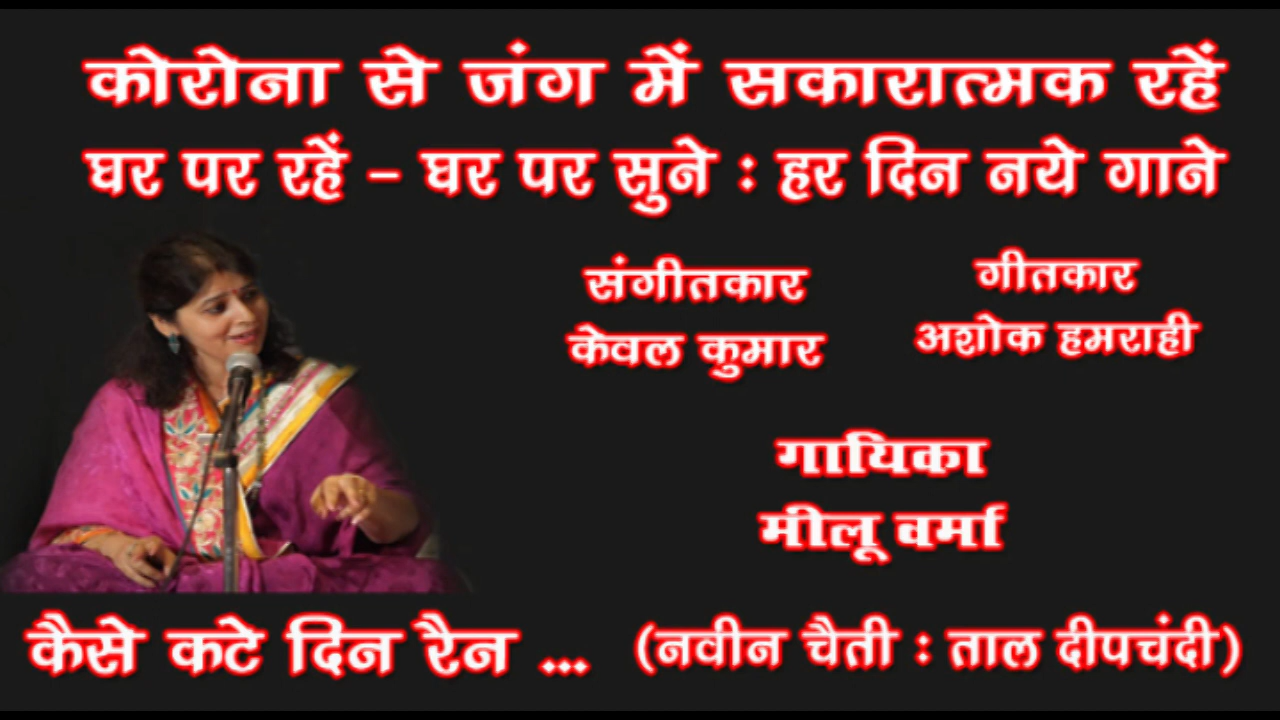 कोरोना से जंग में सकारात्मक रहें
घर पर रहें - घर पर सुने : हर दिन नये गाने
संगीतकार
केवल कुमार
गीतकार
अशोक हमराही
गायिका
मीलू वर्मा
कैसे कटे दिन रैन ... (नवीन चैती : ताल दीपचंदी)